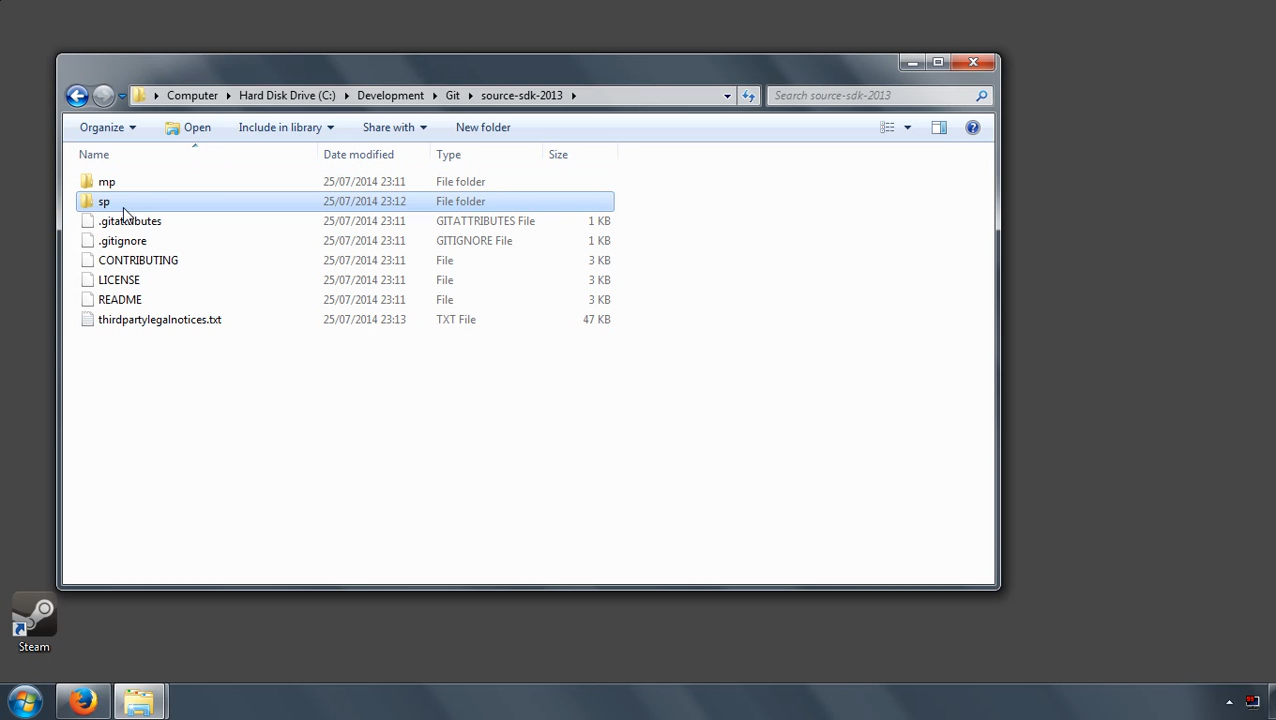 Computer Hard Disk Drive (C:) Development Git source-sdk-2013 Search source-sdk-2013
Organize Open Include in library Share with New folder
Name Date modified Type Size
mp 25/07/2014 23:11 File folder
sp 25/07/2014 23:12 File folder
.gitattributes 25/07/2014 23:11 GITATTRIBUTES File 1 KB
.gitignore 25/07/2014 23:11 GITIGNORE File 1 KB
CONTRIBUTING 25/07/2014 23:11 File 3 KB
LICENSE 25/07/2014 23:11 File 3 KB
README 25/07/2014 23:11 File 3 KB
thirdpartylegalnotices.txt 25/07/2014 23:13 TXT File 47 KB
Steam